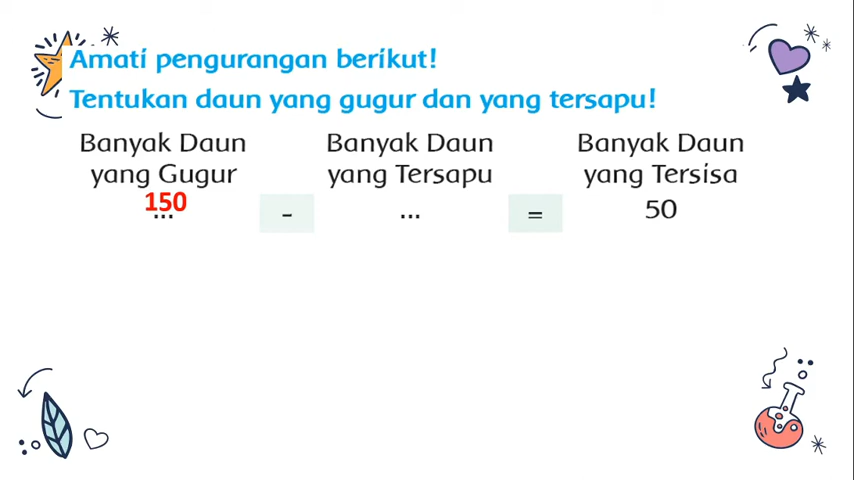 Amati pengurangan berikut!
Tentukan daun yang gugur dan yang tersapu!
Banyak Daun Banyak Daun Banyak Daun
yang Gugur yang Tersapu yang Tersisa
150
... - ... = 50